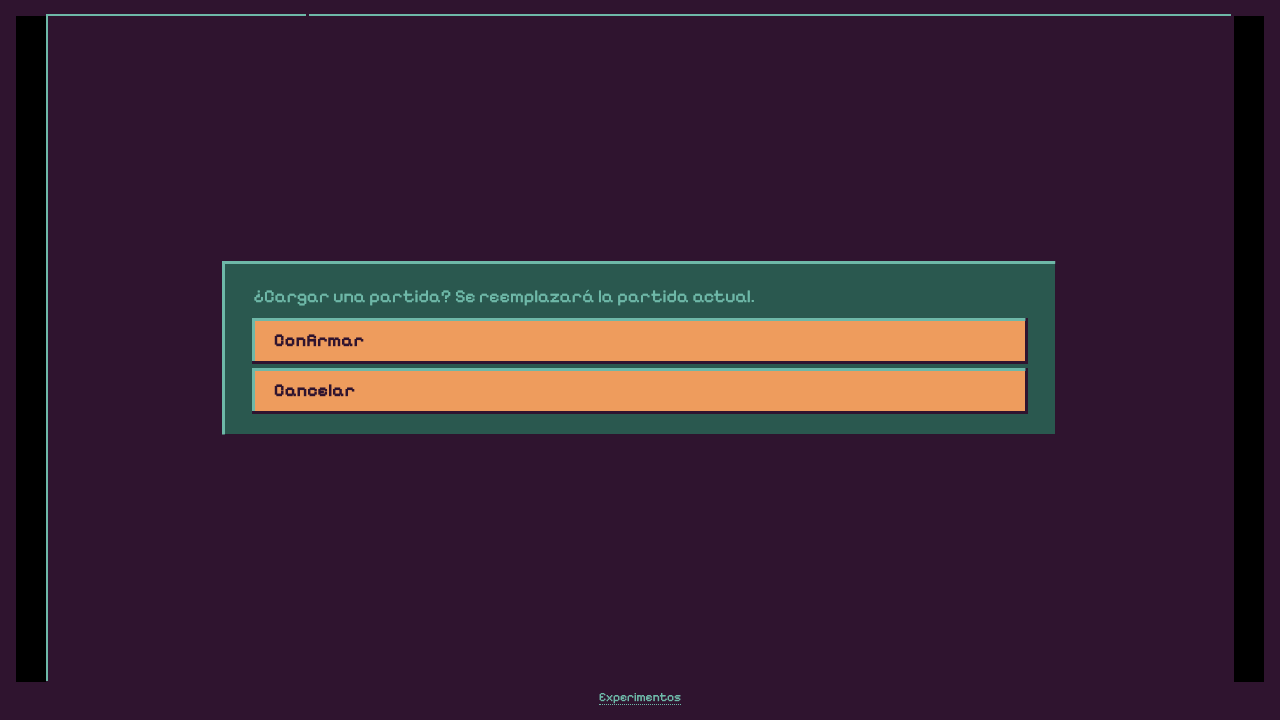 ¿Cargar una partida? Se reemplazará la partida actual.
Confirmar
Cancelar
Experimentos